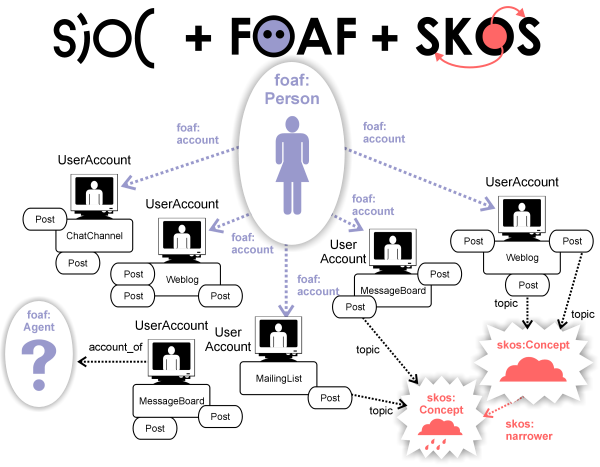 sioc + FOAF + SKOS
foaf:
Person
foaf:
account
foaf:
account
UserAccount
Post
ChatChannel
Post
UserAccount
Post
Weblog
Post
Post
foaf:
account
foaf:
account
foaf:
account
User
Account
Post
MessageBoard
Post
UserAccount
Post
Post
Weblog
Post
topic
topic
foaf:
Agent
?
account_of
UserAccount
MessageBoard
Post
Post
User
Account
MailingList
Post
topic
topic
skos:Concept
skos:
Concept
skos:
narrower